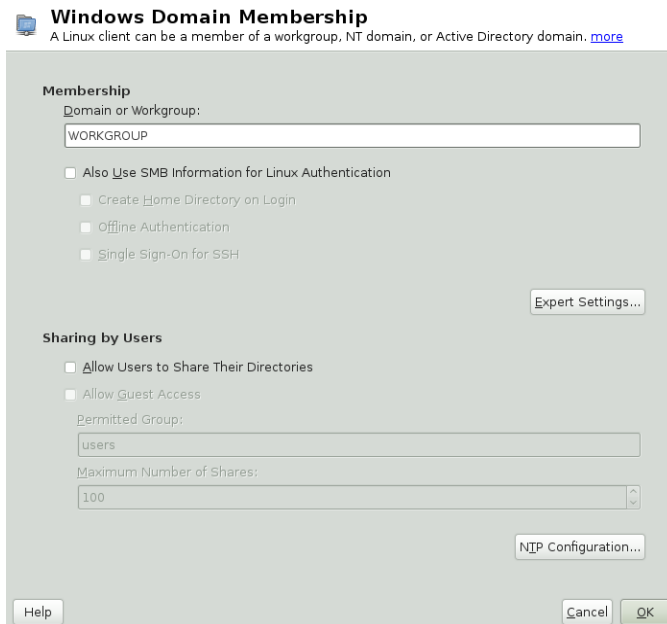 Windows Domain Membership
A Linux client can be a member of a workgroup, NT domain, or Active Directory domain. more
Membership
Domain or Workgroup:
WORKGROUP
Also Use SMB Information for Linux Authentication
Create Home Directory on Login
Offline Authentication
Single Sign-On for SSH
Expert Settings...
Sharing by Users
Allow Users to Share Their Directories
Allow Guest Access
Permitted Group:
users
Maximum Number of Shares:
100
NTP Configuration...
Help
Cancel
OK